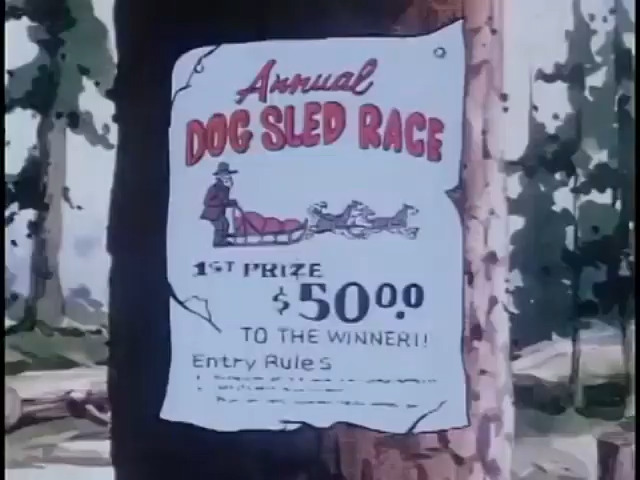 Annual
DOG SLED RACE
1ST PRIZE
$50.00
TO THE WINNER!!
Entry Rules